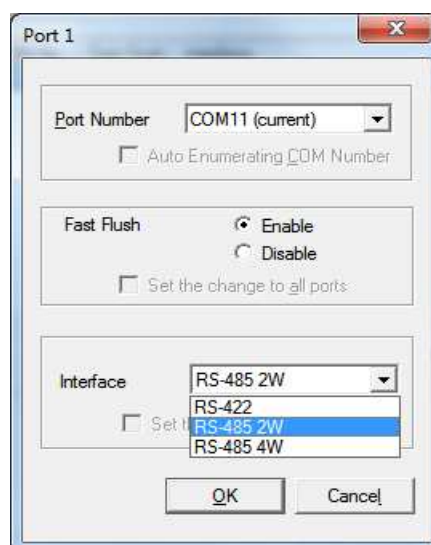 Port 1
Port Number COM11 (current)
Auto Enumerating COM Number
Fast Flush Enable
Disable
Set the change to all ports
Interface RS-485 2W
RS-422
Set RS-485 2W
RS-485 4W
OK Cancel